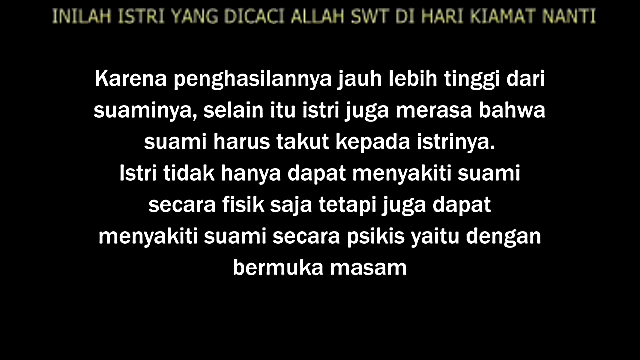 INILAH ISTRI YANG DICACI ALLAH SWT DI HARI KIAMAT NANTI
Karena penghasilannya jauh lebih tinggi dari
suaminya, selain itu istri juga merasa bahwa
suami harus takut kepada istrinya.
Istri tidak hanya dapat menyakiti suami
secara fisik saja tetapi juga dapat
menyakiti suami secara psikis yaitu dengan
bermuka masam